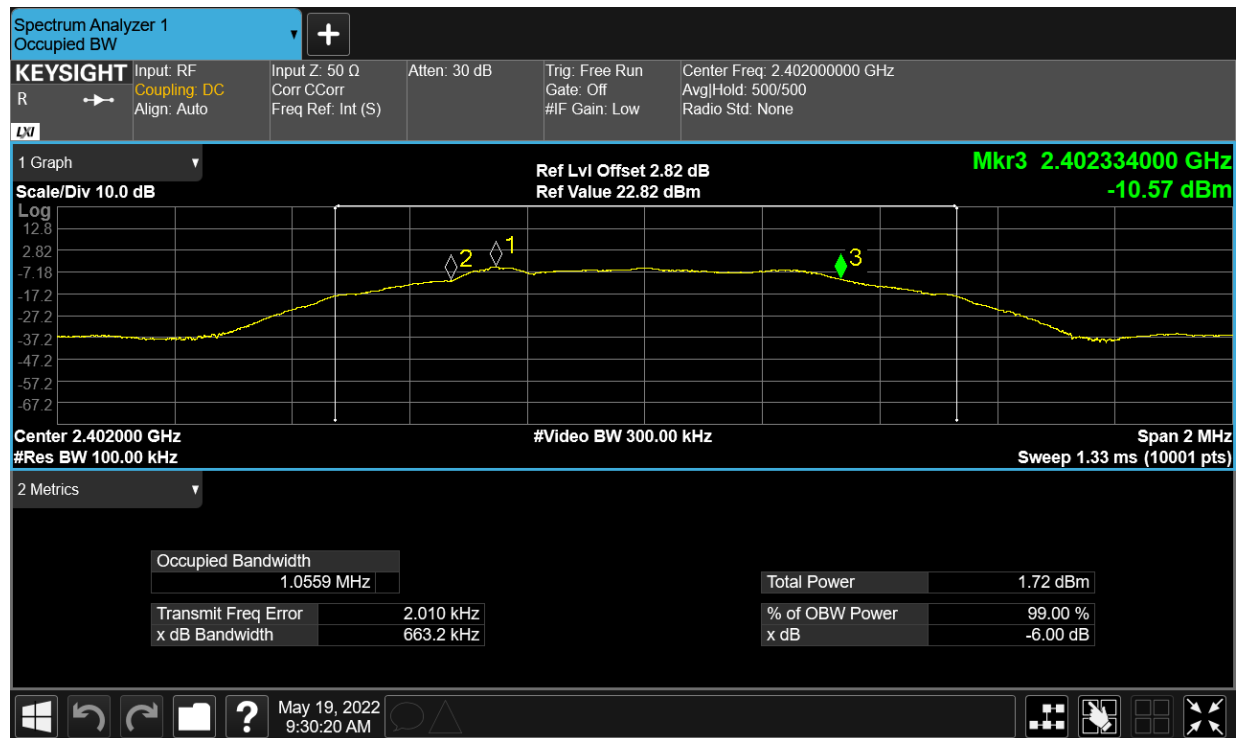 Spectrum Analyzer 1
Occupied BW
KEYSIGHT
R
LXI
Input: RF
Coupling: DC
Align: Auto
Input Z: 50 Ω
Corr CCorr
Freq Ref: Int (S)
Atten: 30 dB
Trig: Free Run
Gate: Off
#IF Gain: Low
Center Freq: 2.402000000 GHz
Avg|Hold: 500/500
Radio Std: None
1 Graph
Scale/Div 10.0 dB
Ref Lvl Offset 2.82 dB
Ref Value 22.82 dBm
Mkr3 2.402334000 GHz
-10.57 dBm
Log
12.8
2.82
-7.18
-17.2
-27.2
-37.2
-47.2
-57.2
-67.2
2
1
3
Center 2.402000 GHz
#Video BW 300.00 kHz
Span 2 MHz
#Res BW 100.00 kHz
Sweep 1.33 ms (10001 pts)
2 Metrics
Occupied Bandwidth
1.0559 MHz
Total Power 1.72 dBm
Transmit Freq Error 2.010 kHz
% of OBW Power 99.00 %
x dB Bandwidth 663.2 kHz
x dB -6.00 dB
?
May 19, 2022
9:30:20 AM